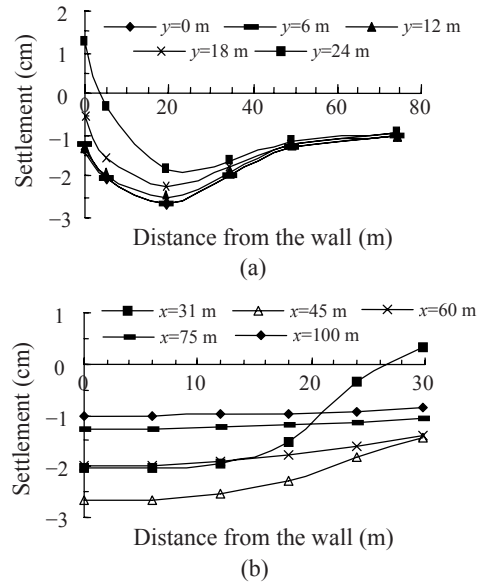 y=0 m y=6 m y=12 m
y=18 m y=24 m
Settlement (cm)
2
1
0
−1
−2
−3
0 20 40 60 80
Distance from the wall (m)
(a)
x=31 m x=45 m x=60 m
x=75 m x=100 m
Settlement (cm)
1
0
−1
−2
−3
0 10 20 30
Distance from the wall (m)
(b)